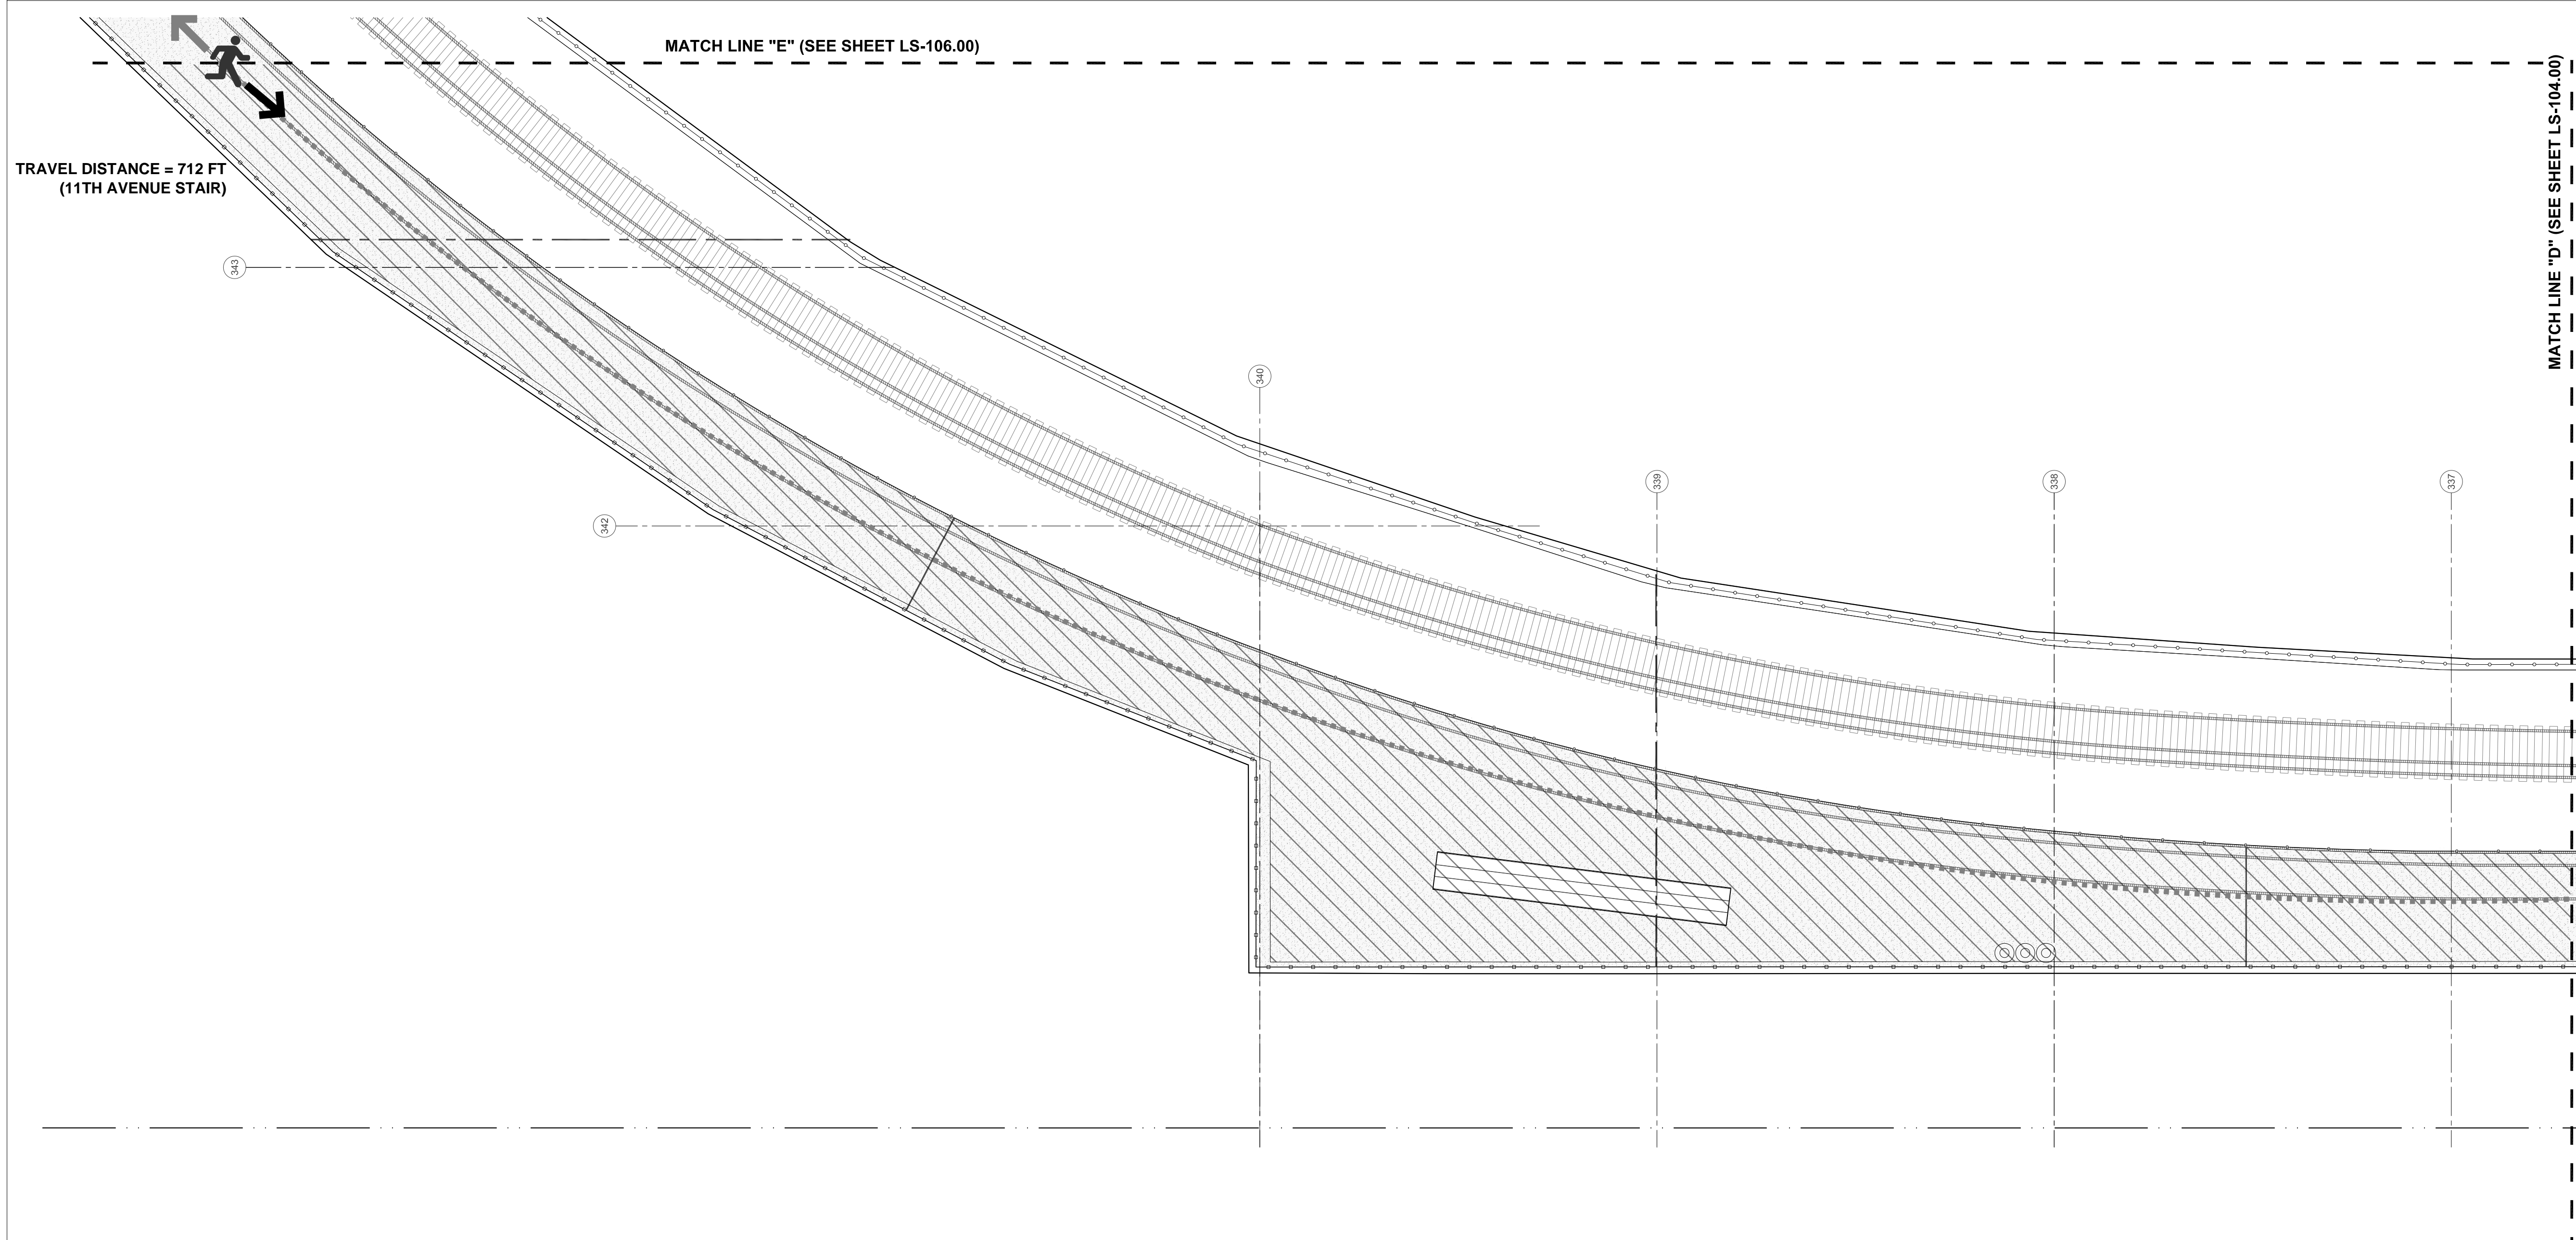 MATCH LINE "E" (SEE SHEET LS-106.00)
MATCH LINE "D" (SEE SHEET LS-104.00)
TRAVEL DISTANCE = 712 FT
(11TH AVENUE STAIR)
343
340
339
338
337
342